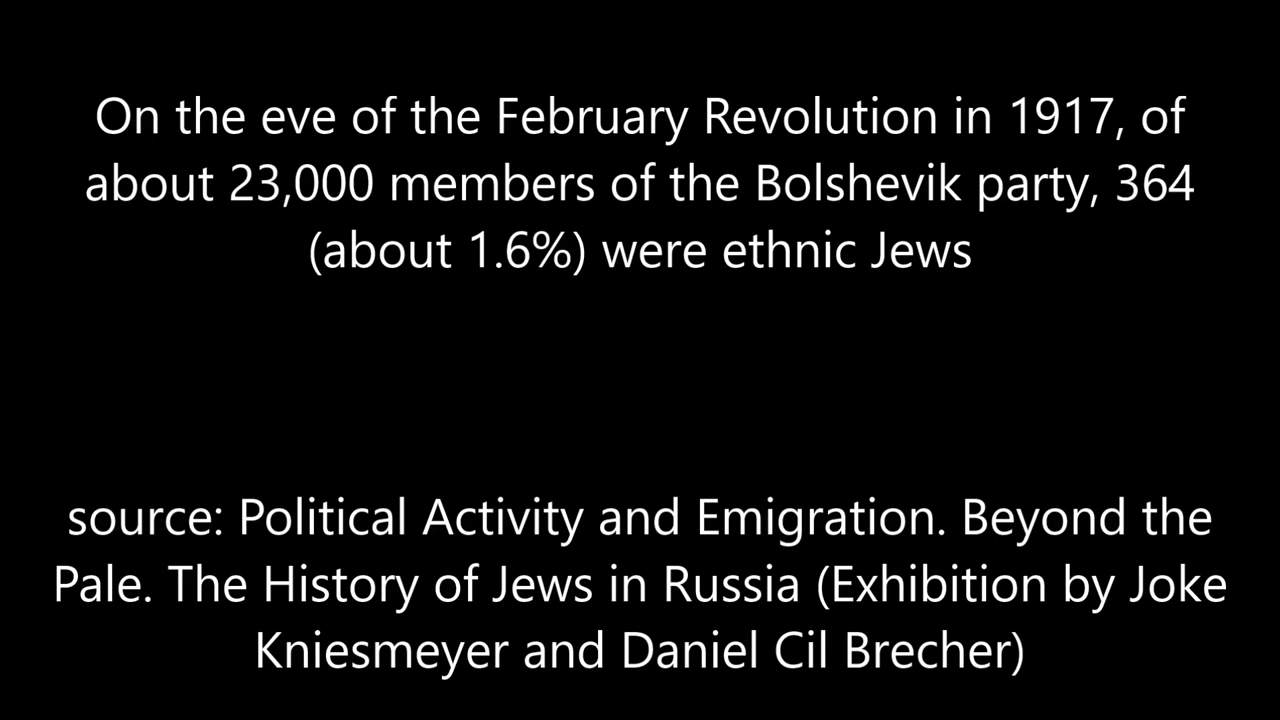 On the eve of the February Revolution in 1917, of
about 23,000 members of the Bolshevik party, 364
(about 1.6%) were ethnic Jews
source: Political Activity and Emigration. Beyond the
Pale. The History of Jews in Russia (Exhibition by Joke
Kniesmeyer and Daniel Cil Brecher)